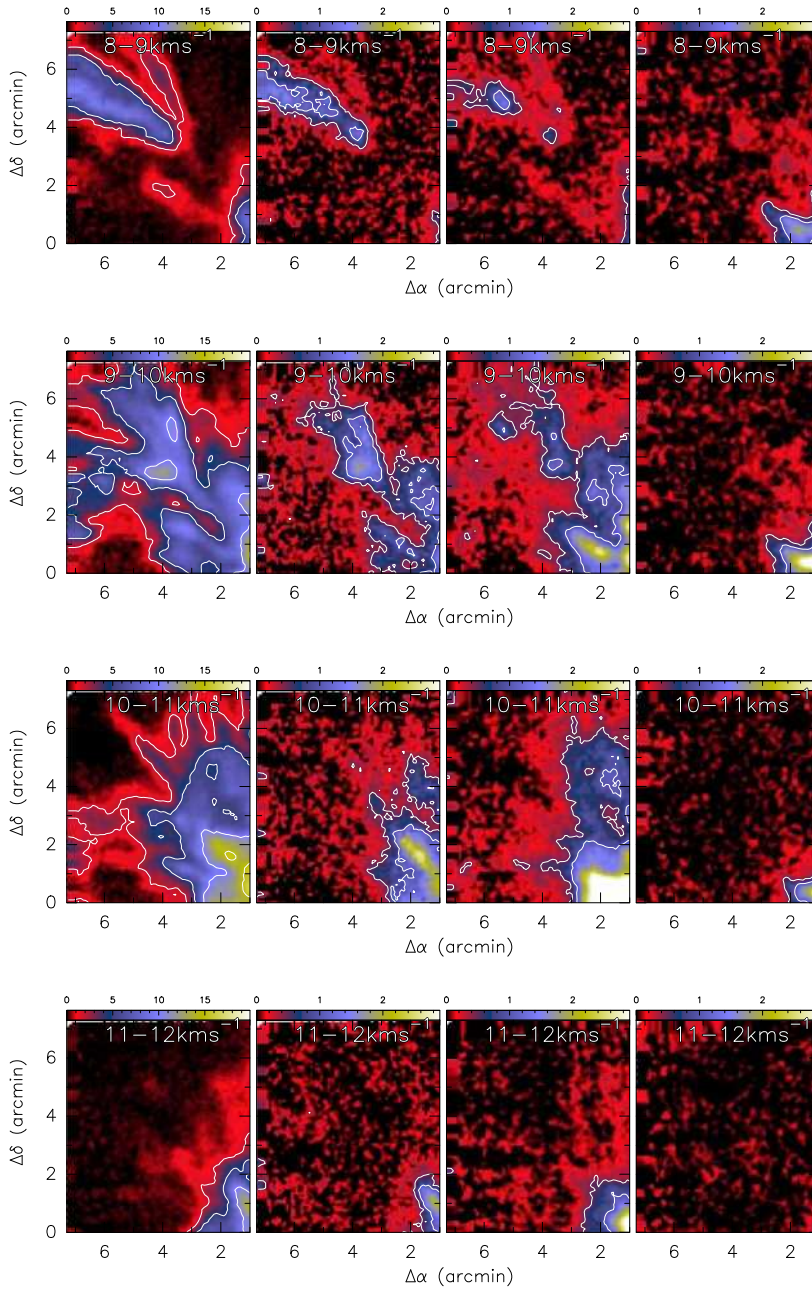 0 5 10 15 0 1 2 0 1 2 0 1 2
8−9kms−1 8−9kms−1 8−9kms−1 8−9kms−1
6
4
2
0
Δδ (arcmin)
6 4 2 6 4 2 6 4 2 6 4 2
Δα (arcmin)
0 5 10 15 0 1 2 0 1 2 0 1 2
9−10kms−1 9−10kms−1 9−10kms−1 9−10kms−1
6
4
2
0
Δδ (arcmin)
6 4 2 6 4 2 6 4 2 6 4 2
Δα (arcmin)
0 5 10 15 0 1 2 0 1 2 0 1 2
10−11kms−1 10−11kms−1 10−11kms−1 10−11kms−1
6
4
2
0
Δδ (arcmin)
6 4 2 6 4 2 6 4 2 6 4 2
Δα (arcmin)
0 5 10 15 0 1 2 0 1 2 0 1 2
11−12kms−1 11−12kms−1 11−12kms−1 11−12kms−1
6
4
2
0
Δδ (arcmin)
6 4 2 6 4 2 6 4 2 6 4 2
Δα (arcmin)